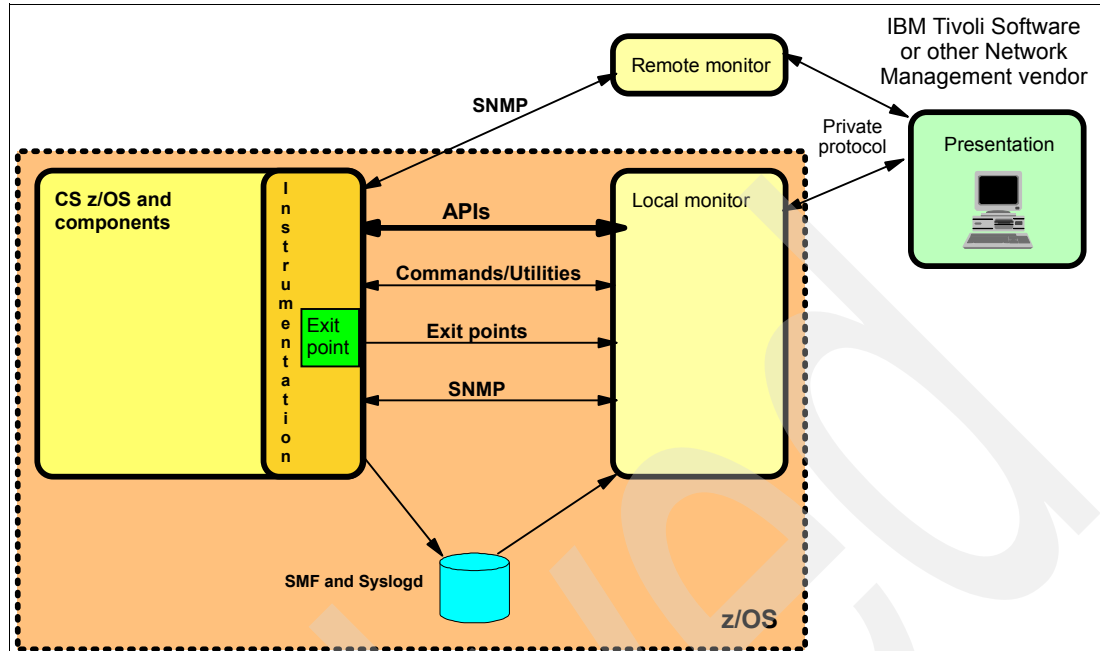 IBM Tivoli Software
or other Network
Management vendor
Remote monitor
SNMP
Private
protocol
Presentation
CS z/OS and
components
Instrumentation
APIs
Local monitor
Commands/Utilities
Exit
point
Exit points
SNMP
SMF and Syslogd
z/OS